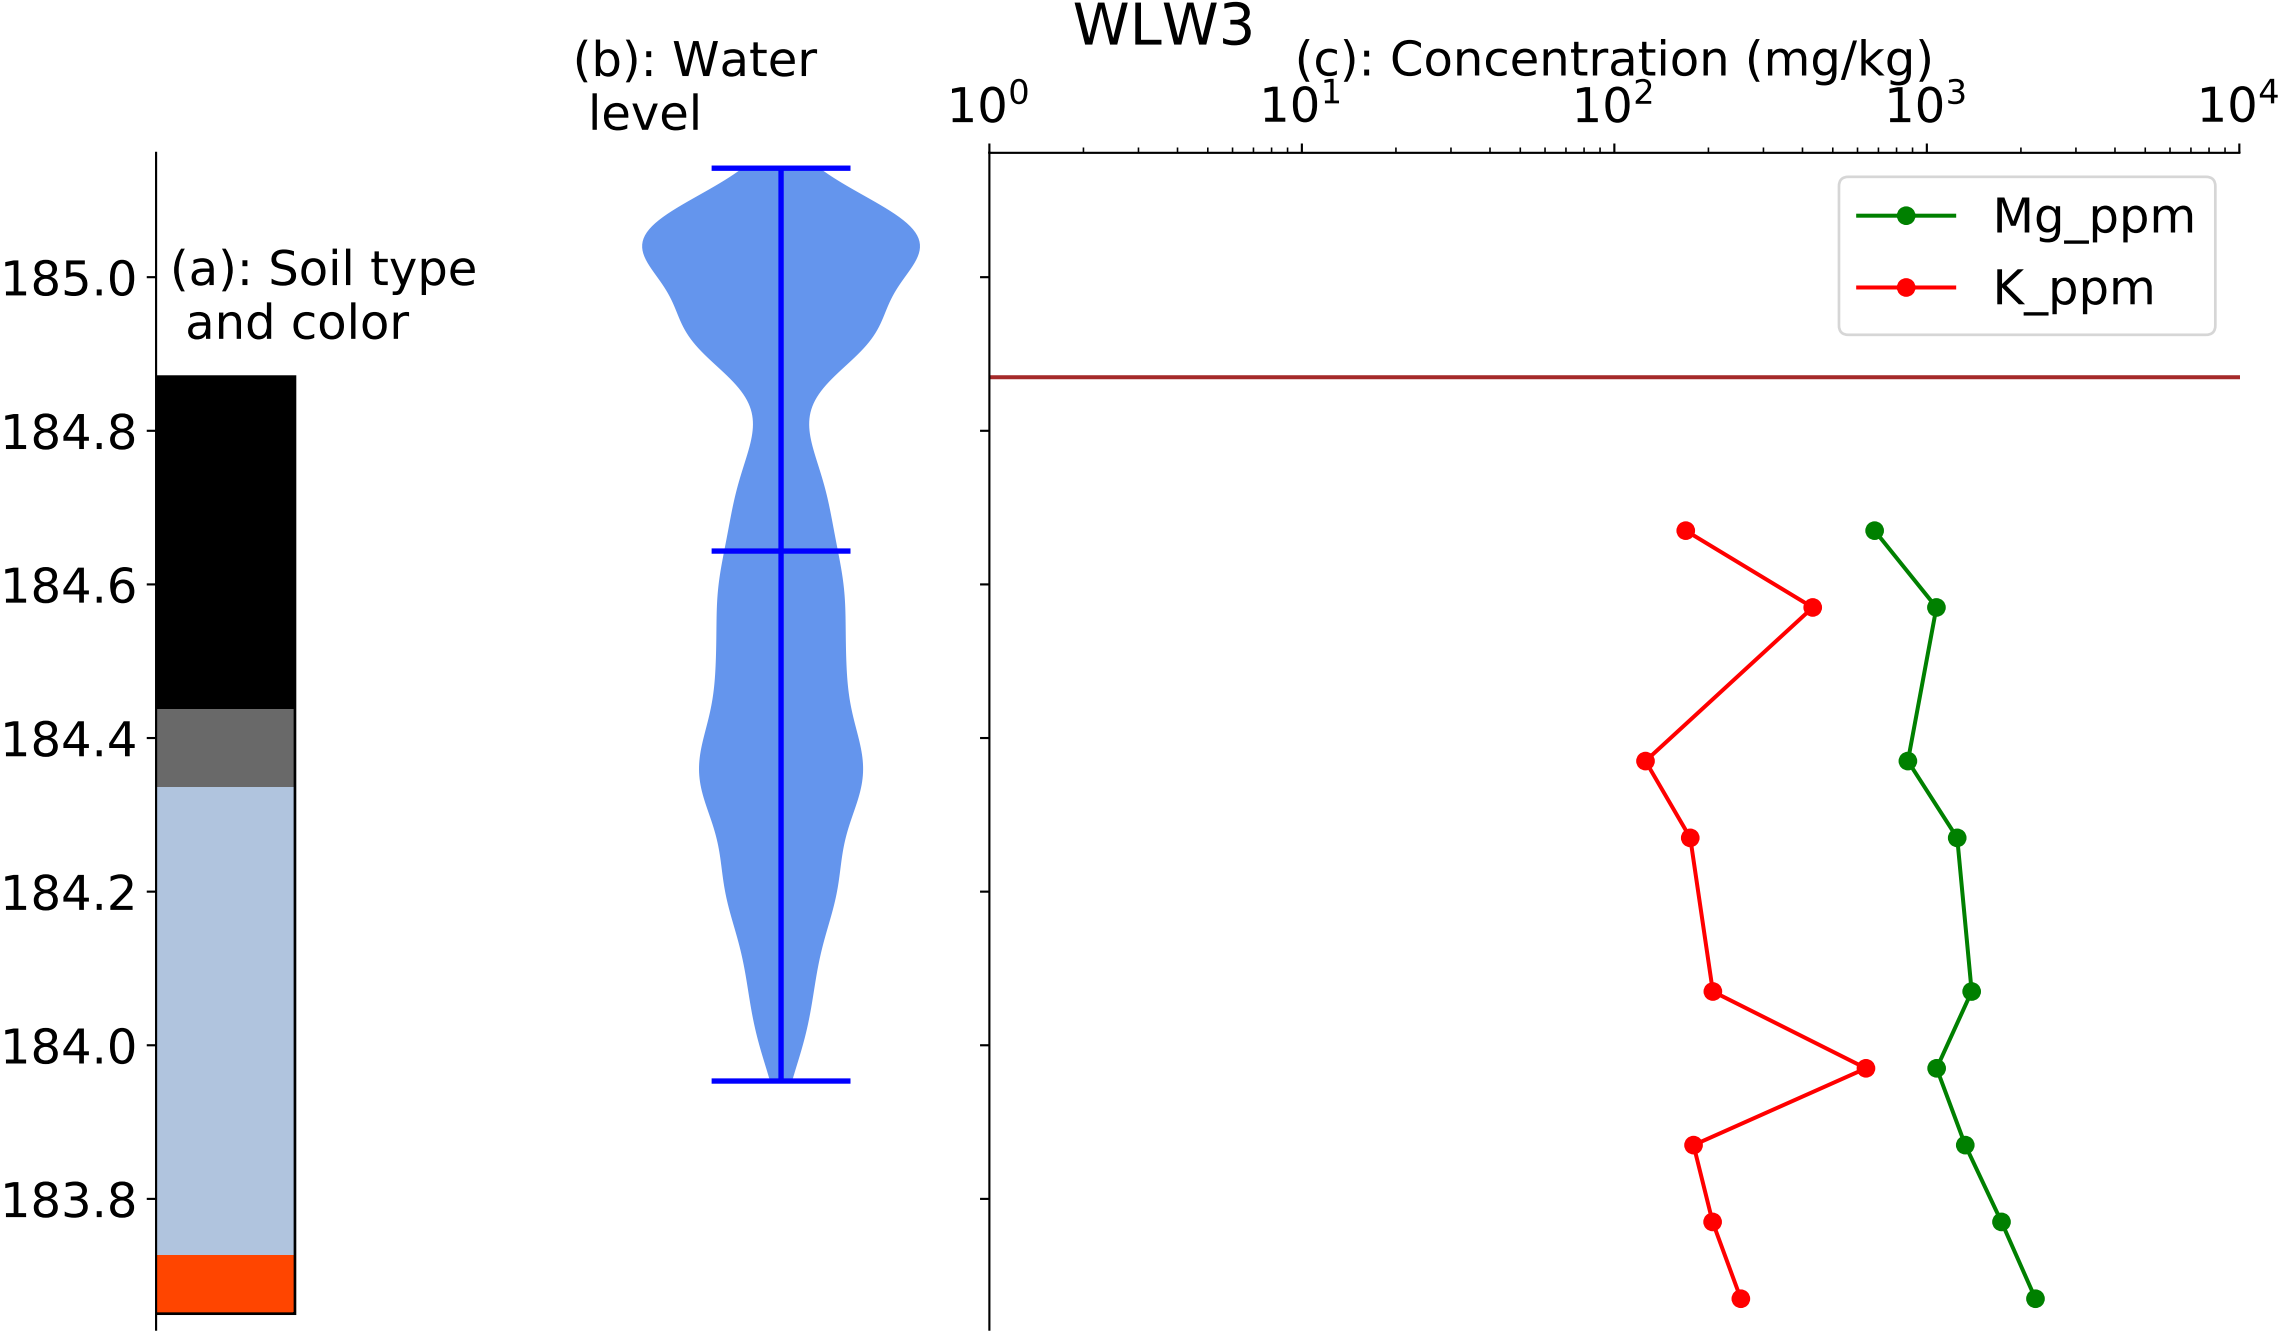 WLW3
(b): Water
level
(c): Concentration (mg/kg)
10⁰ 10¹ 10² 10³ 10⁴
(a): Soil type
and color
185.0
184.8
184.6
184.4
184.2
184.0
183.8
Mg_ppm
K_ppm